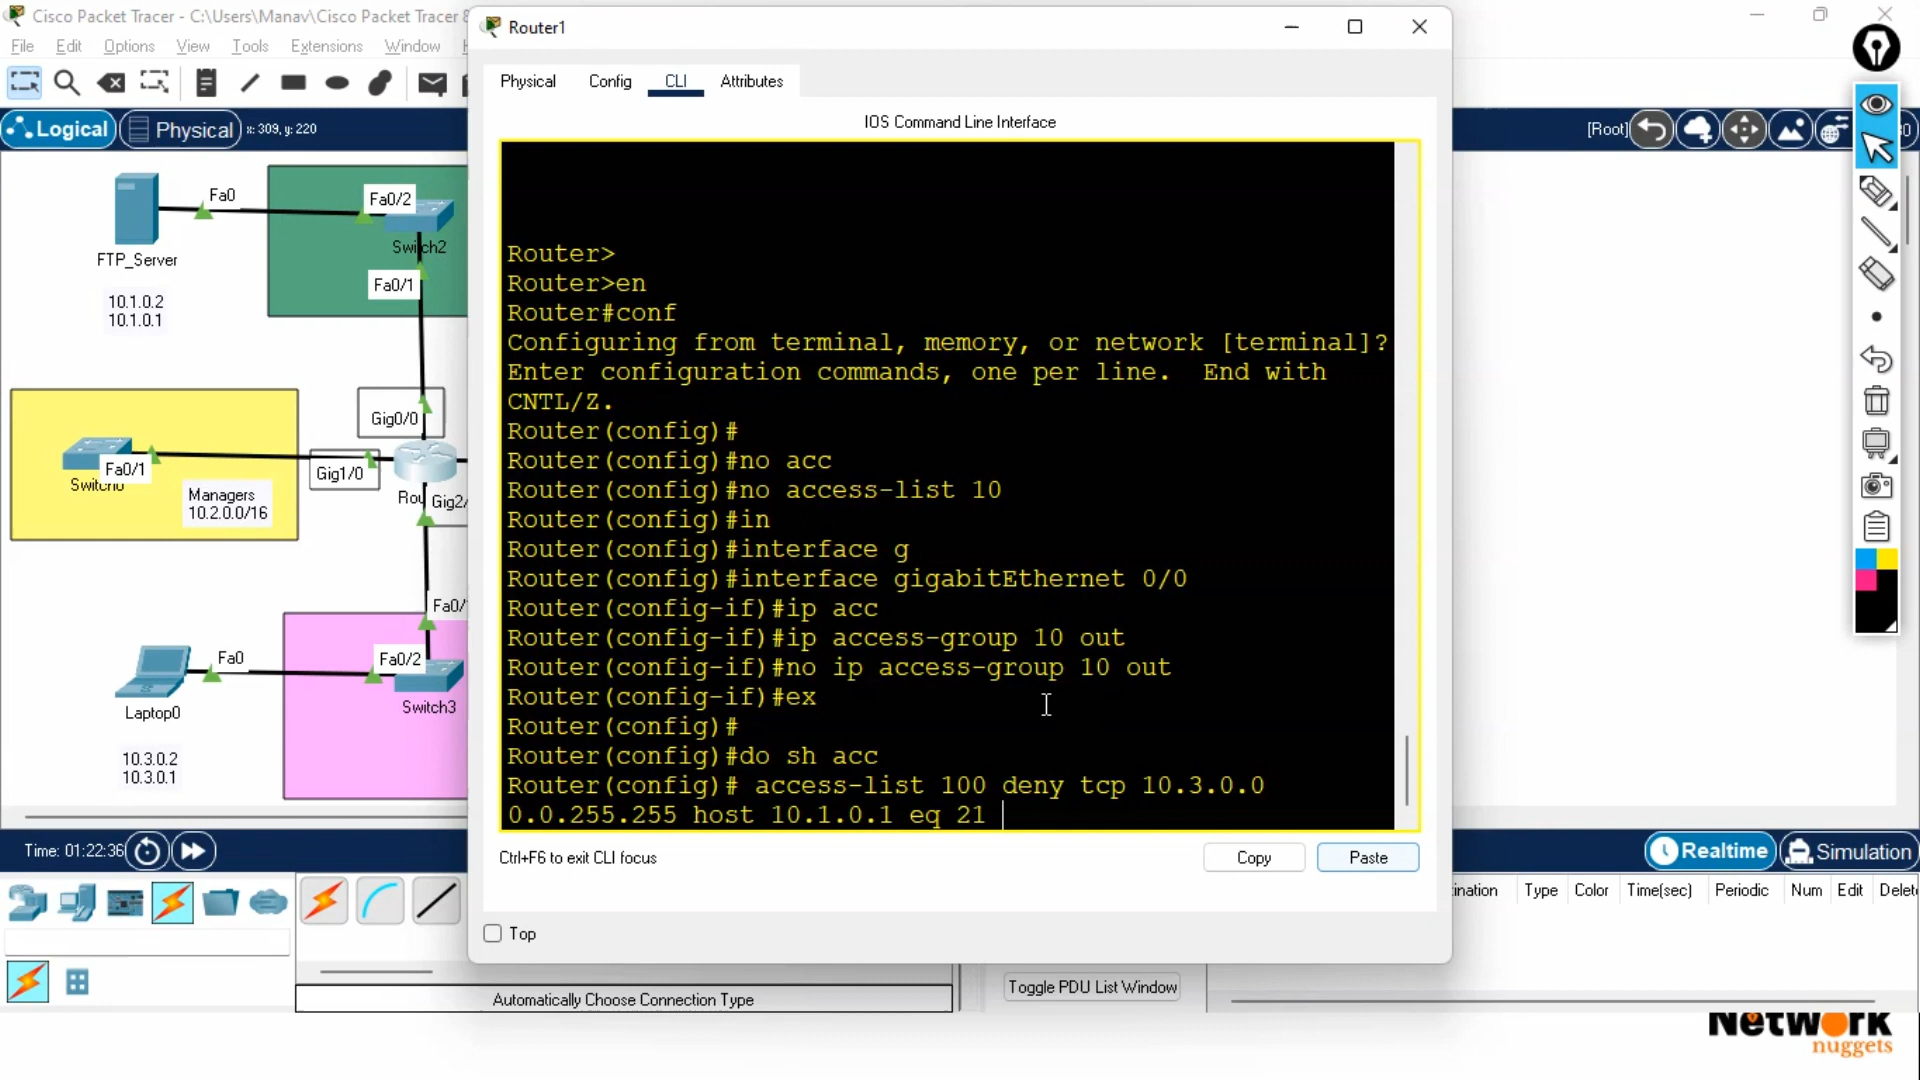 Cisco Packet Tracer - C:\Users\Manav\Cisco Packet Tracer 8
File Edit Options View Tools Extensions Window
Logical Physical x: 309, y: 220
[Root]
Router1
Physical Config CLI Attributes
IOS Command Line Interface
Router>
Router>en
Router#conf
Configuring from terminal, memory, or network [terminal]?
Enter configuration commands, one per line.  End with
CNTL/Z.
Router(config)#
Router(config)#no acc
Router(config)#no access-list 10
Router(config)#in
Router(config)#interface g
Router(config)#interface gigabitEthernet 0/0
Router(config-if)#ip acc
Router(config-if)#ip access-group 10 out
Router(config-if)#no ip access-group 10 out
Router(config-if)#ex
Router(config)#
Router(config)#do sh acc
Router(config)# access-list 100 deny tcp 10.3.0.0
0.0.255.255 host 10.1.0.1 eq 21
Ctrl+F6 to exit CLI focus
Copy Paste
Top
Fa0
Fa0/2
FTP_Server
Switch2
Fa0/1
10.1.0.2
10.1.0.1
Gig0/0
Fa0/1
Gig1/0
Managers
10.2.0.0/16
Rou
Gig2/
Fa0/
Fa0
Fa0/2
Laptop0
Switch3
10.3.0.2
10.3.0.1
Time: 01:22:36
Realtime Simulation
ination Type Color Time(sec) Periodic Num Edit Delet
Automatically Choose Connection Type
Toggle PDU List Window
Network
nuggets